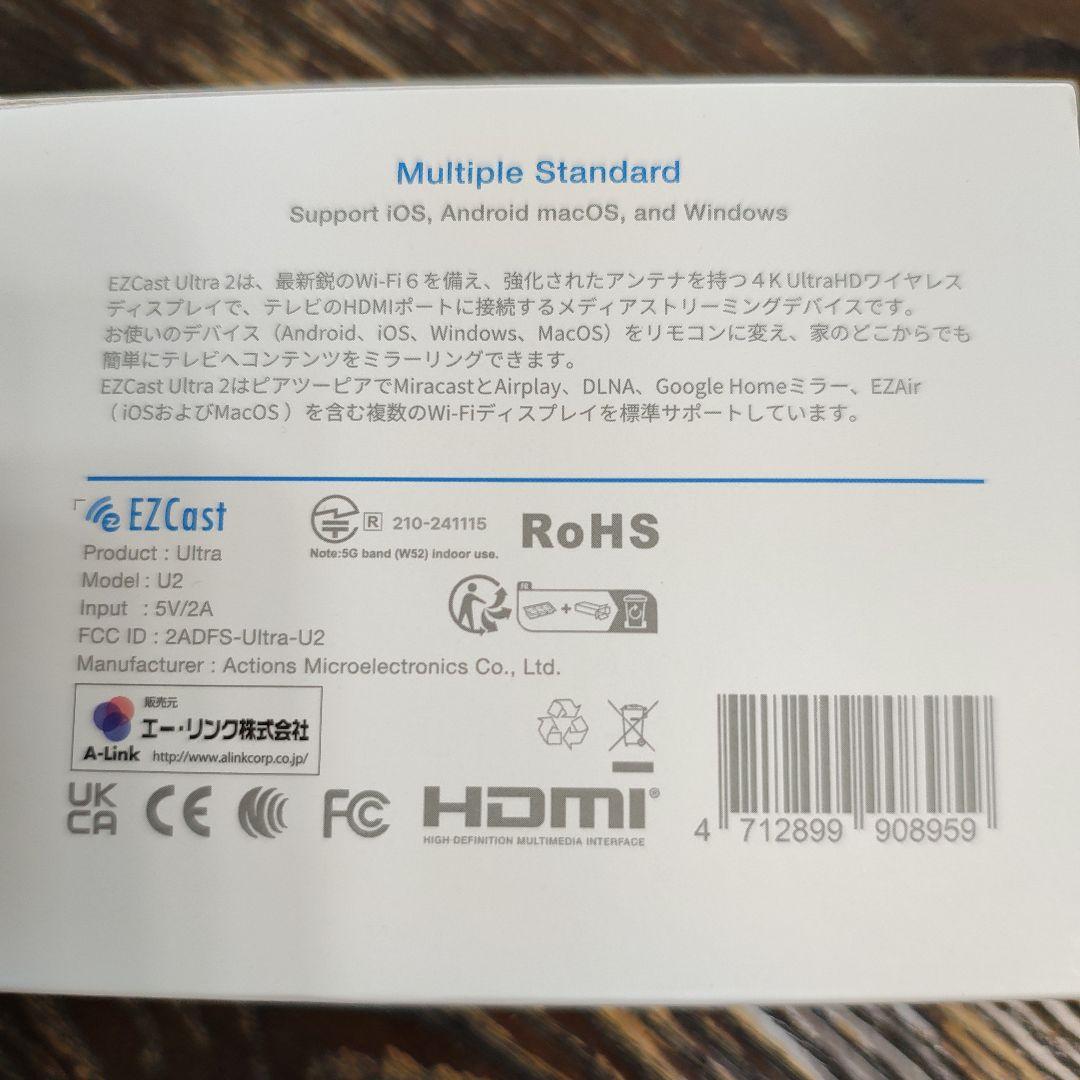 Multiple Standard
Support iOS, Android macOS, and Windows
EZCast Ultra 2は、最新鋭のWi-Fi 6 を備え、強化されたアンテナを持つ 4K UltraHDワイヤレス
ディスプレイで、テレビのHDMIポートに接続するメディアストリーミングデバイスです。
お使いのデバイス（Android、iOS、Windows、MacOS）をリモコンに変え、家のどこからでも
簡単にテレビへコンテンツをミラーリングできます。
EZCast Ultra 2はピアツーピアでMiracastとAirplay、DLNA、Google Homeミラー、EZAir
（ iOSおよびMacOS ）を含む複数のWi-Fiディスプレイを標準サポートしています。
EZCast
Product : Ultra
Model : U2
Input : 5V/2A
FCC ID : 2ADFS-Ultra-U2
Manufacturer : Actions Microelectronics Co., Ltd.
R 210-241115
Note:5G band (W52) indoor use.
RoHS
FR
販売元
エー・リンク株式会社
A-Link http://www.alinkcorp.co.jp/
UK
CA
CE
FC
HDMI®
HIGH-DEFINITION MULTIMEDIA INTERFACE
4 712899 908959